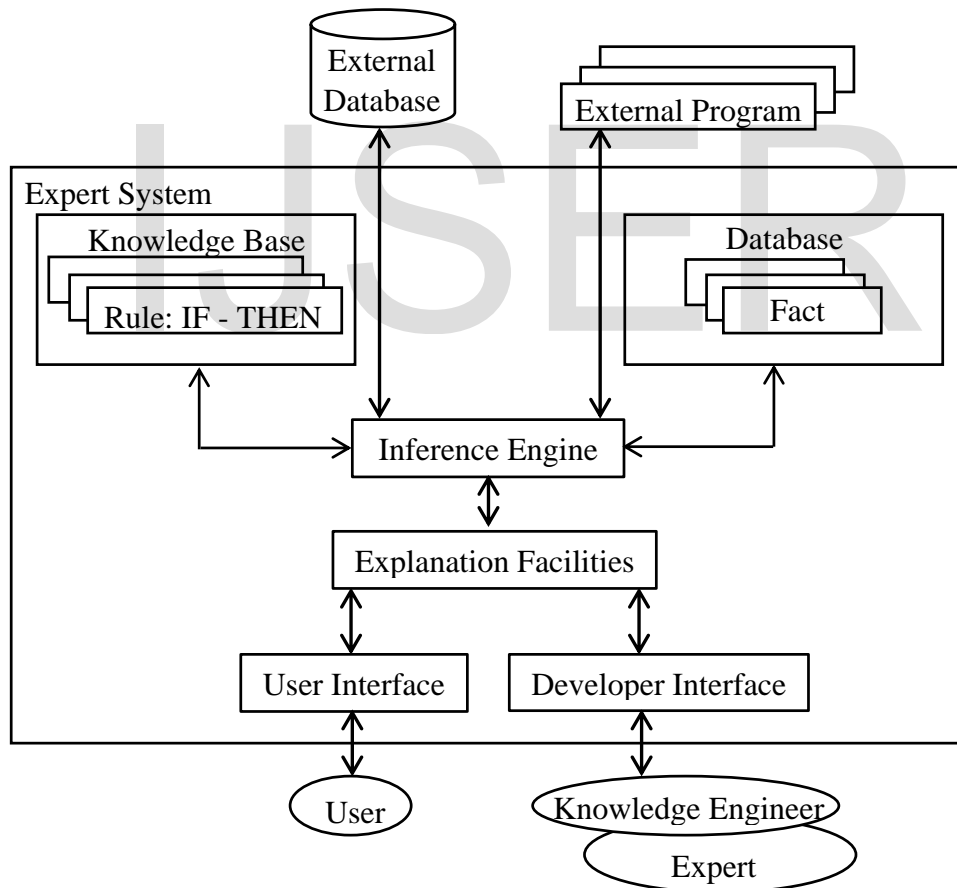 External
Database
External Program
IJSER
Expert System
Knowledge Base
Rule: IF - THEN
Database
Fact
Inference Engine
Explanation Facilities
User Interface
Developer Interface
User
Knowledge Engineer
Expert